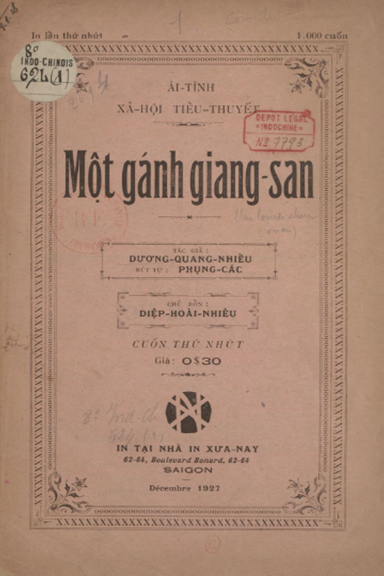 In lần thứ nhứt
1.000 cuốn
8°
INDO-CHINOIS
624 (1)
ÁI-TÌNH
XÃ-HỘI TIỂU-THUYẾT
DEPOT LEGAL
INDOCHINE
№ 7793
Một gánh giang-san
TÁC GIẢ :
DƯƠNG-QUANG-NHIỀU
BÚT TỰ : PHỤNG-CÁC
CHỦ BỔN :
DIỆP-HOÀI-NHIÊU
CUỐN THỨ NHỨT
Giá : 0$30
IN TẠI NHÀ IN XƯA-NAY
62-64, Boulevard Bonard, 62-64
SAIGON
Décembre 1927